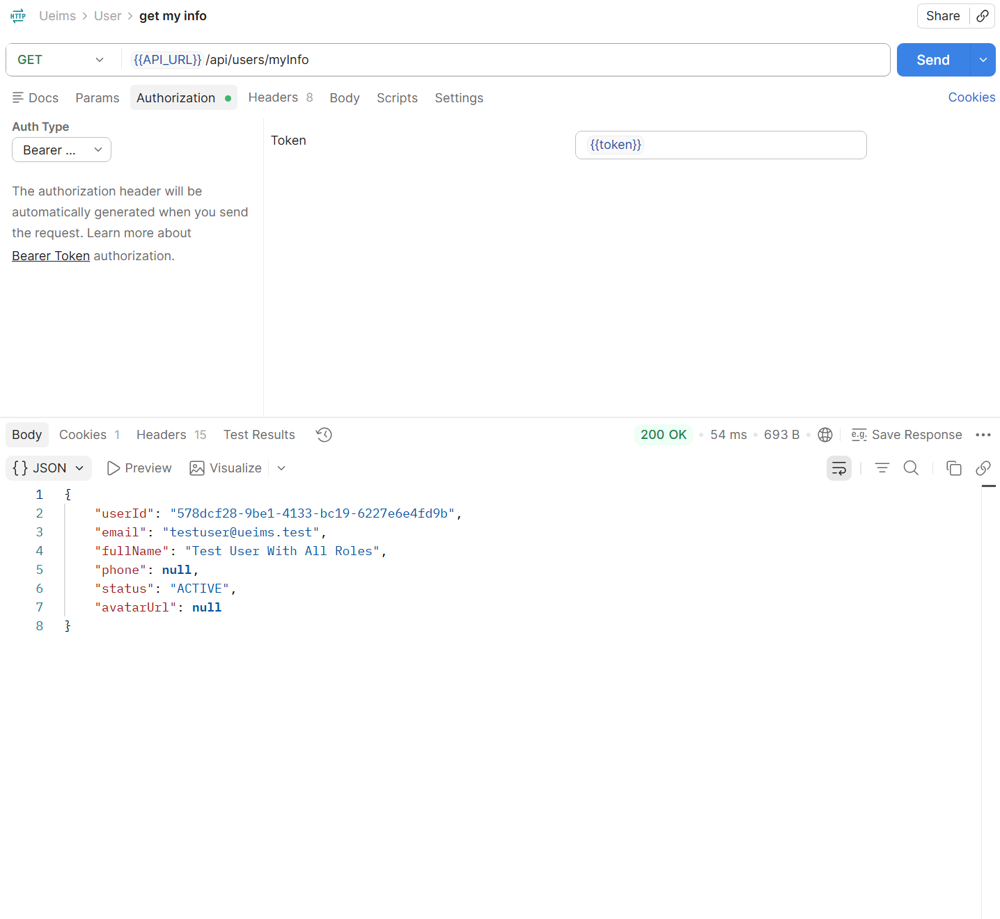 HTTP Ueims > User > get my info Share
GET {{API_URL}} /api/users/myInfo Send
Docs Params Authorization Headers 8 Body Scripts Settings Cookies
Auth Type
Bearer ...
Token {{token}}
The authorization header will be
automatically generated when you send
the request. Learn more about
Bearer Token authorization.
Body Cookies 1 Headers 15 Test Results 200 OK • 54 ms • 693 B • e.g. Save Response
{} JSON Preview Visualize
1 {
2 "userId": "578dcf28-9be1-4133-bc19-6227e6e4fd9b",
3 "email": "testuser@ueims.test",
4 "fullName": "Test User With All Roles",
5 "phone": null,
6 "status": "ACTIVE",
7 "avatarUrl": null
8 }